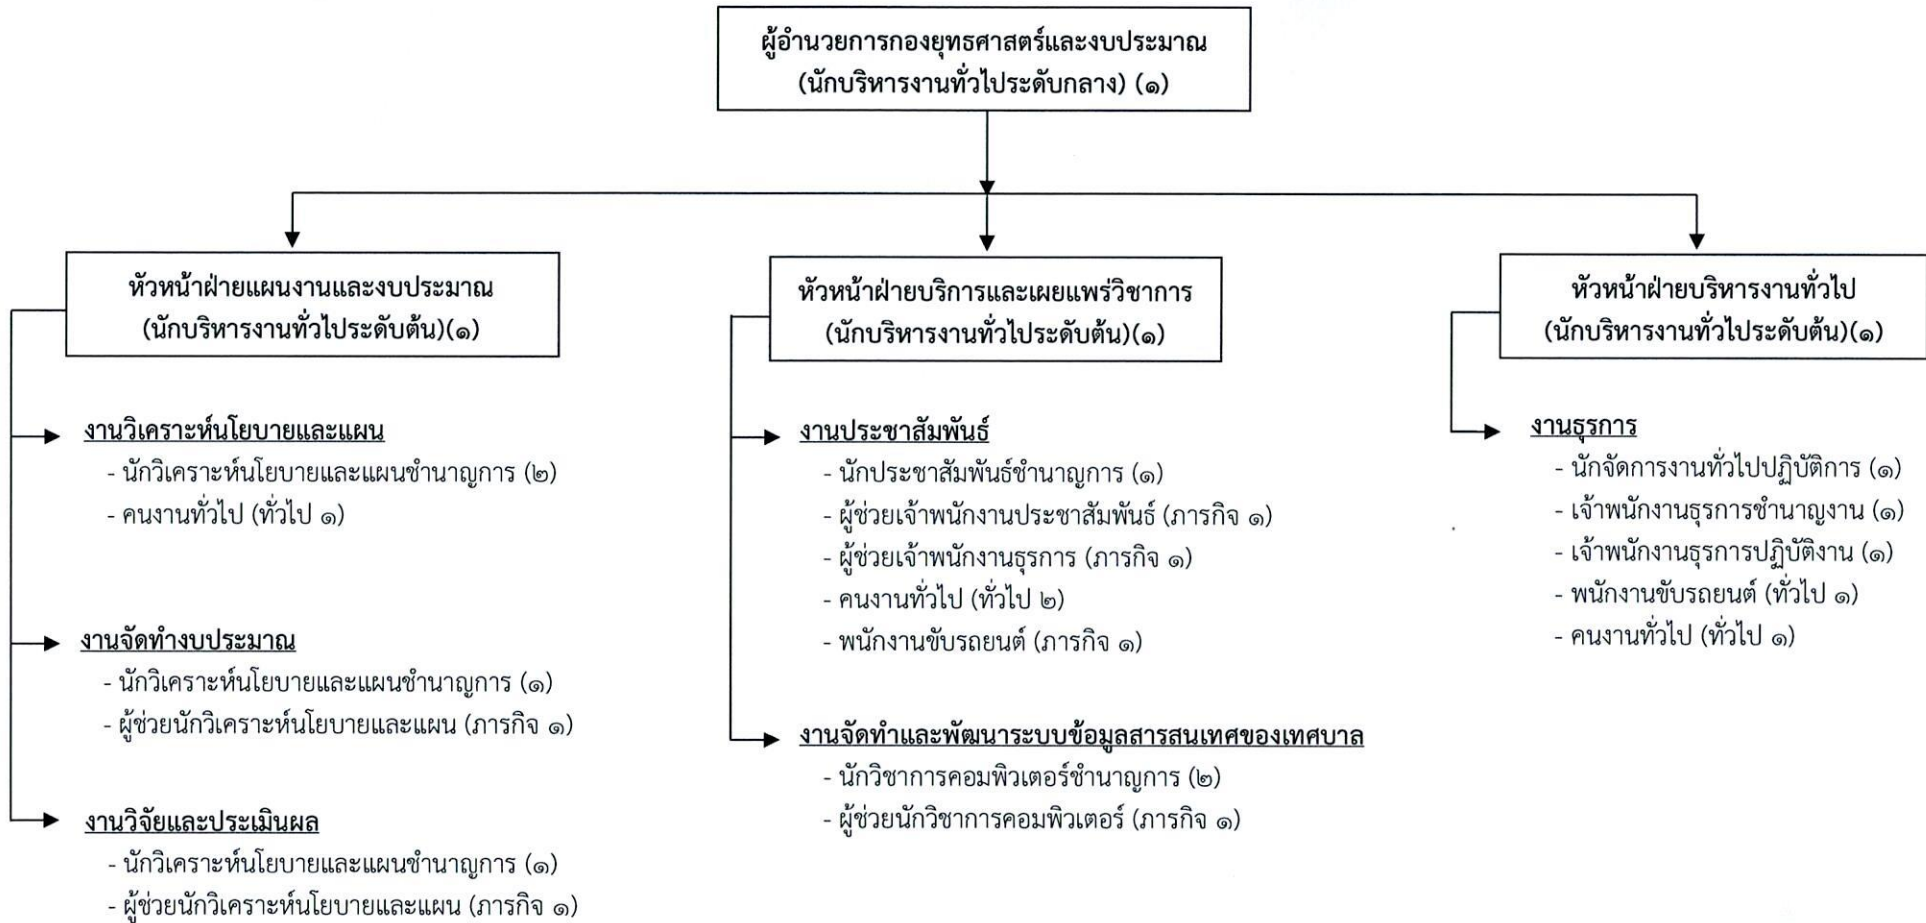 ผู้อำนวยการกองยุทธศาสตร์และงบประมาณ
(นักบริหารงานทั่วไประดับกลาง) (๑)
หัวหน้าฝ่ายแผนงานและงบประมาณ
(นักบริหารงานทั่วไประดับต้น)(๑)
งานวิเคราะห์นโยบายและแผน
- นักวิเคราะห์นโยบายและแผนชำนาญการ (๒)
- คนงานทั่วไป (ทั่วไป ๑)
งานจัดทำงบประมาณ
- นักวิเคราะห์นโยบายและแผนชำนาญการ (๑)
- ผู้ช่วยนักวิเคราะห์นโยบายและแผน (ภารกิจ ๑)
งานวิจัยและประเมินผล
- นักวิเคราะห์นโยบายและแผนชำนาญการ (๑)
- ผู้ช่วยนักวิเคราะห์นโยบายและแผน (ภารกิจ ๑)
หัวหน้าฝ่ายบริการและเผยแพร่วิชาการ
(นักบริหารงานทั่วไประดับต้น)(๑)
งานประชาสัมพันธ์
- นักประชาสัมพันธ์ชำนาญการ (๑)
- ผู้ช่วยเจ้าพนักงานประชาสัมพันธ์ (ภารกิจ ๑)
- ผู้ช่วยเจ้าพนักงานธุรการ (ภารกิจ ๑)
- คนงานทั่วไป (ทั่วไป ๒)
- พนักงานขับรถยนต์ (ภารกิจ ๑)
งานจัดทำและพัฒนาระบบข้อมูลสารสนเทศของเทศบาล
- นักวิชาการคอมพิวเตอร์ชำนาญการ (๒)
- ผู้ช่วยนักวิชาการคอมพิวเตอร์ (ภารกิจ ๑)
หัวหน้าฝ่ายบริหารงานทั่วไป
(นักบริหารงานทั่วไประดับต้น)(๑)
งานธุรการ
- นักจัดการงานทั่วไปปฏิบัติการ (๑)
- เจ้าพนักงานธุรการชำนาญงาน (๑)
- เจ้าพนักงานธุรการปฏิบัติงาน (๑)
- พนักงานขับรถยนต์ (ทั่วไป ๑)
- คนงานทั่วไป (ทั่วไป ๑)